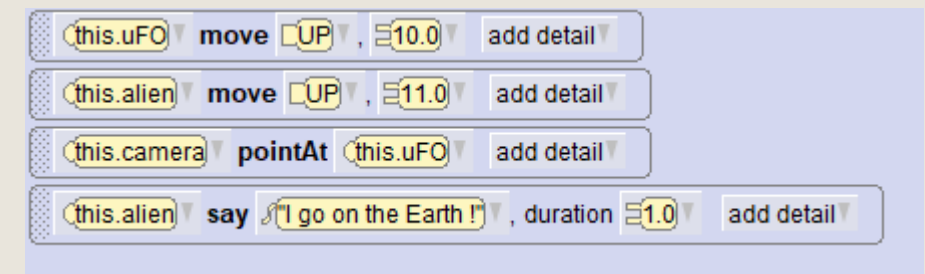 this.uFO move UP , 10.0 add detail
this.alien move UP , 11.0 add detail
this.camera pointAt this.uFO add detail
this.alien say "I go on the Earth !" , duration 1.0 add detail